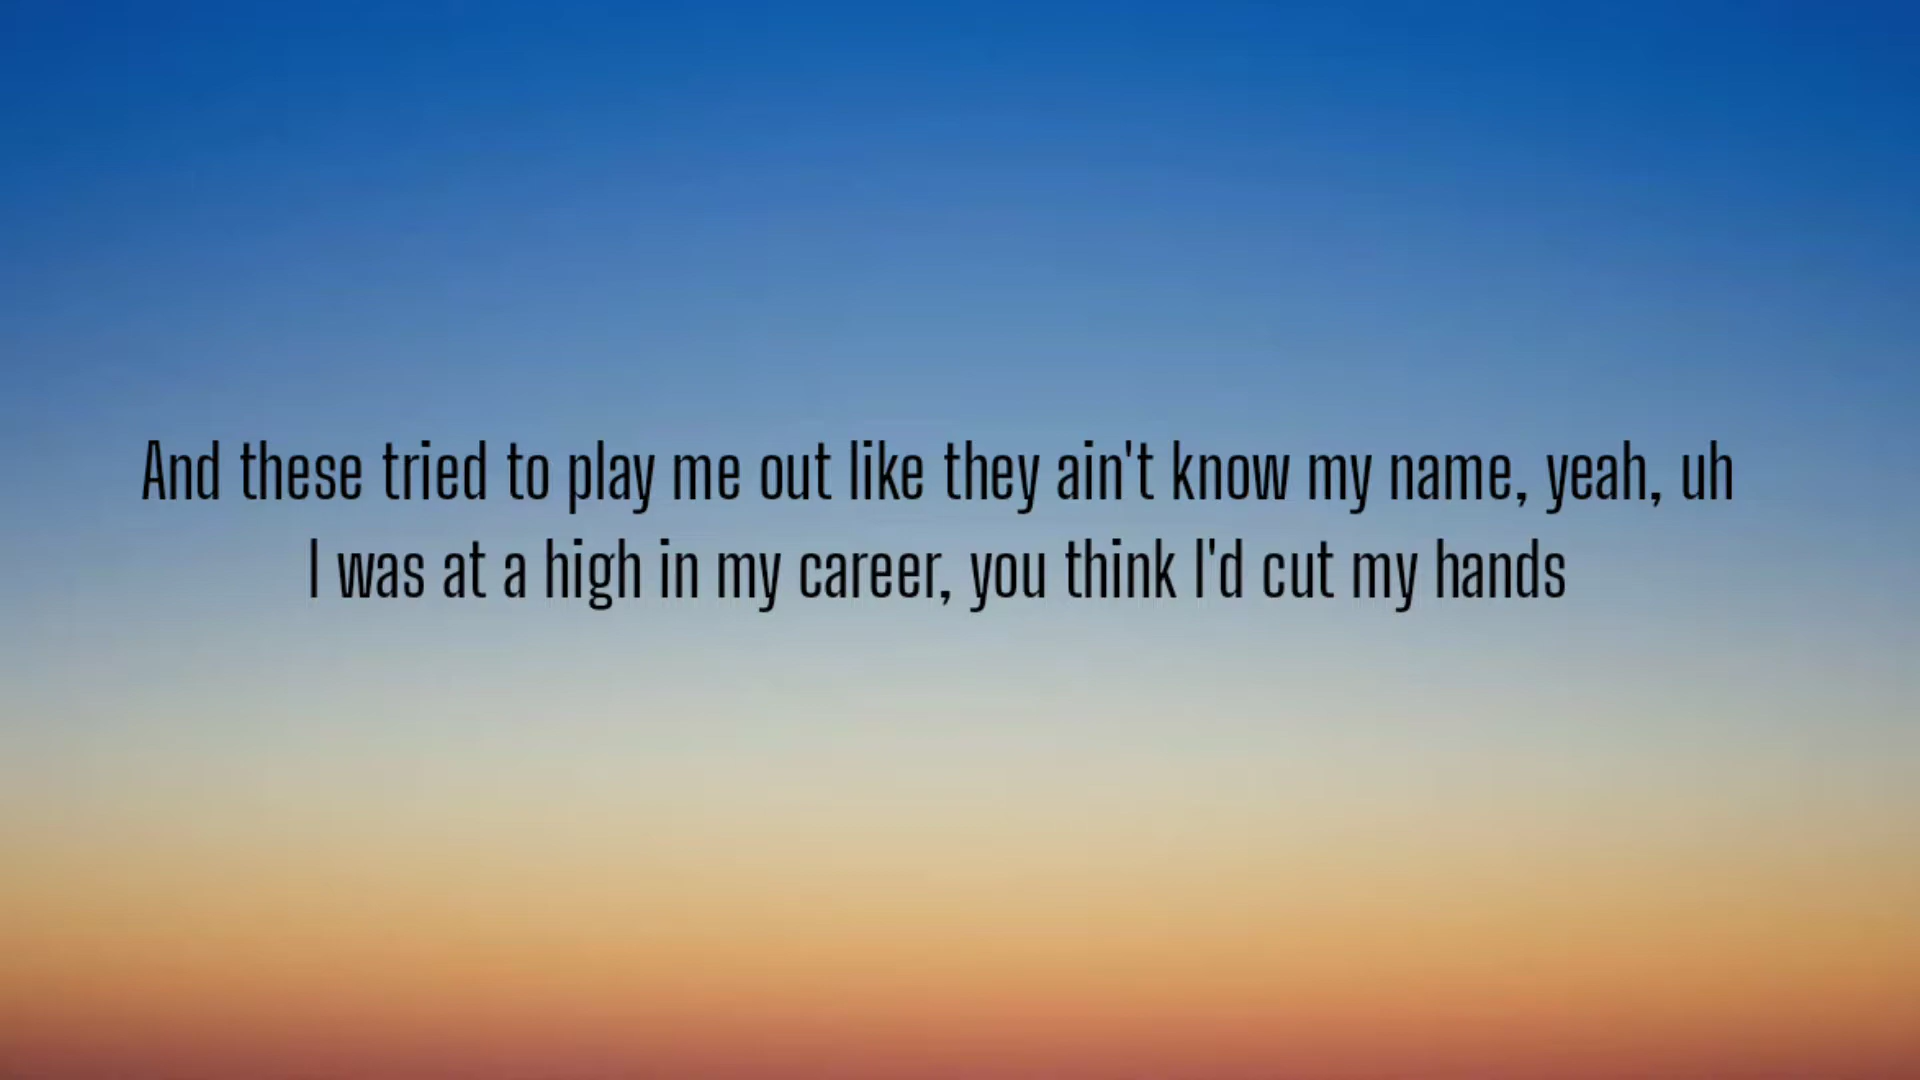 And these tried to play me out like they ain't know my name, yeah, uh
I was at a high in my career, you think I'd cut my hands